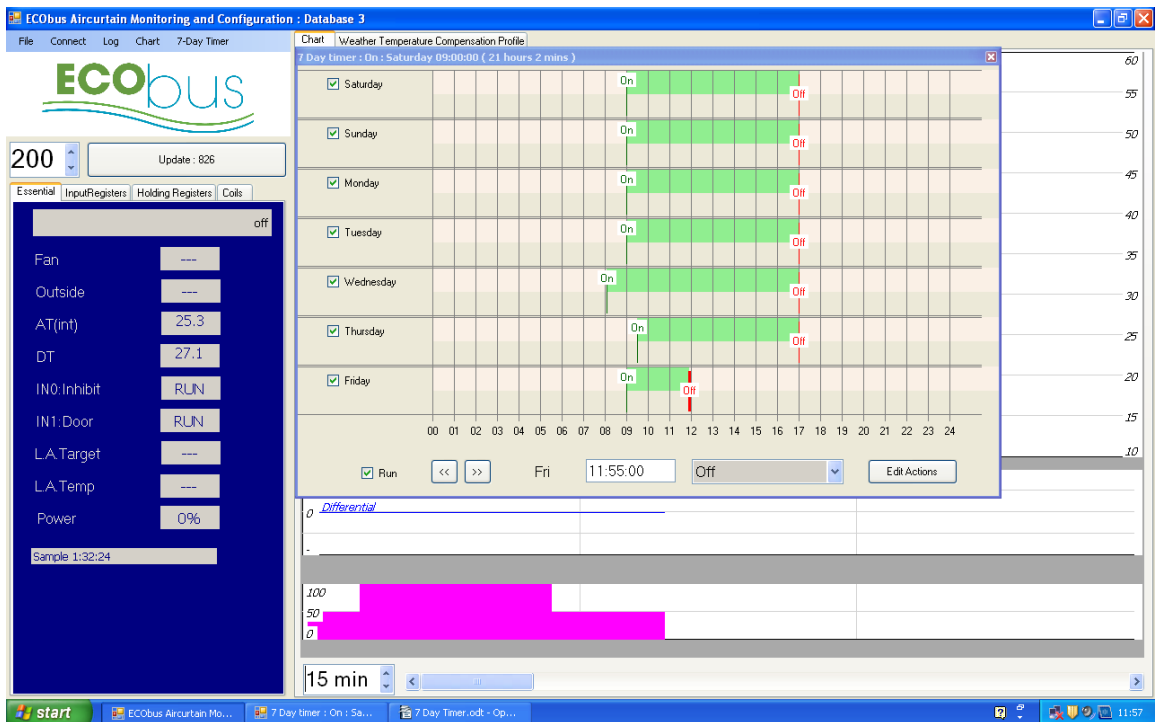 ECObus Aircurtain Monitoring and Configuration : Database 3
File Connect Log Chart 7-Day Timer
ECObus
200 Update : 826
Essential InputRegisters Holding Registers Coils
off
Fan ---
Outside ---
AT(int) 25.3
DT 27.1
IN0:Inhibit RUN
IN1:Door RUN
L.A.Target ---
L.A.Temp ---
Power 0%
Sample 1:32:24
Chart Weather Temperature Compensation Profile
7 Day timer : On : Saturday 09:00:00 ( 21 hours 2 mins )
Saturday On Off
Sunday On Off
Monday On Off
Tuesday On Off
Wednesday On Off
Thursday On Off
Friday On Off
00 01 02 03 04 05 06 07 08 09 10 11 12 13 14 15 16 17 18 19 20 21 22 23 24
Run << >> Fri 11:55:00 Off Edit Actions
60
55
50
45
40
35
30
25
20
15
10
0 Differential
-
100
50
0
15 min
start ECObus Aircurtain Mo... 7 Day timer : On : Sa... 7 Day Timer.odt - Op... 11:57